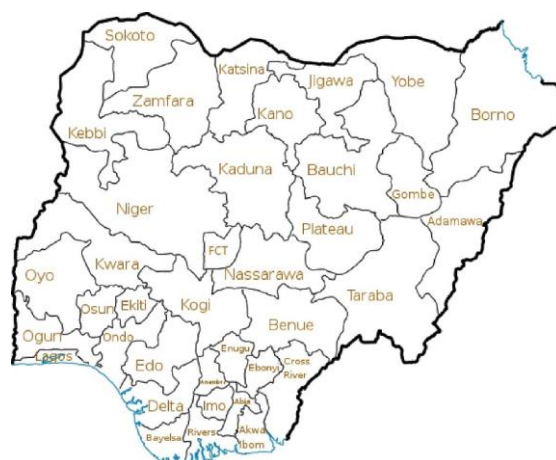 Sokoto
Katsina
Jigawa
Yobe
Zamfara
Kano
Borno
Kebbi
Kaduna
Bauchi
Gombe
Niger
Adamawa
Plateau
FCT
Kwara
Oyo
Nassarawa
Taraba
Osun
Ekiti
Kogi
Benue
Ogun
Ondo
Lagos
Edo
Enugu
Ebonyi
Cross
River
Imo
Abia
Delta
Bayelsa
Rivers
Akwa
Ibom